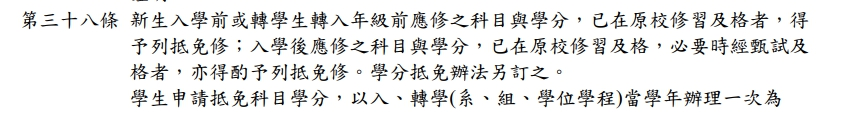 第三十八條 新生入學前或轉學生轉入年級前應修之科目與學分，已在原校修習及格者，得
予列抵免修；入學後應修之科目與學分，已在原校修習及格，必要時經甄試及
格者，亦得酌予列抵免修。學分抵免辦法另訂之。
學生申請抵免科目學分，以入、轉學(系、組、學位學程)當學年辦理一次為